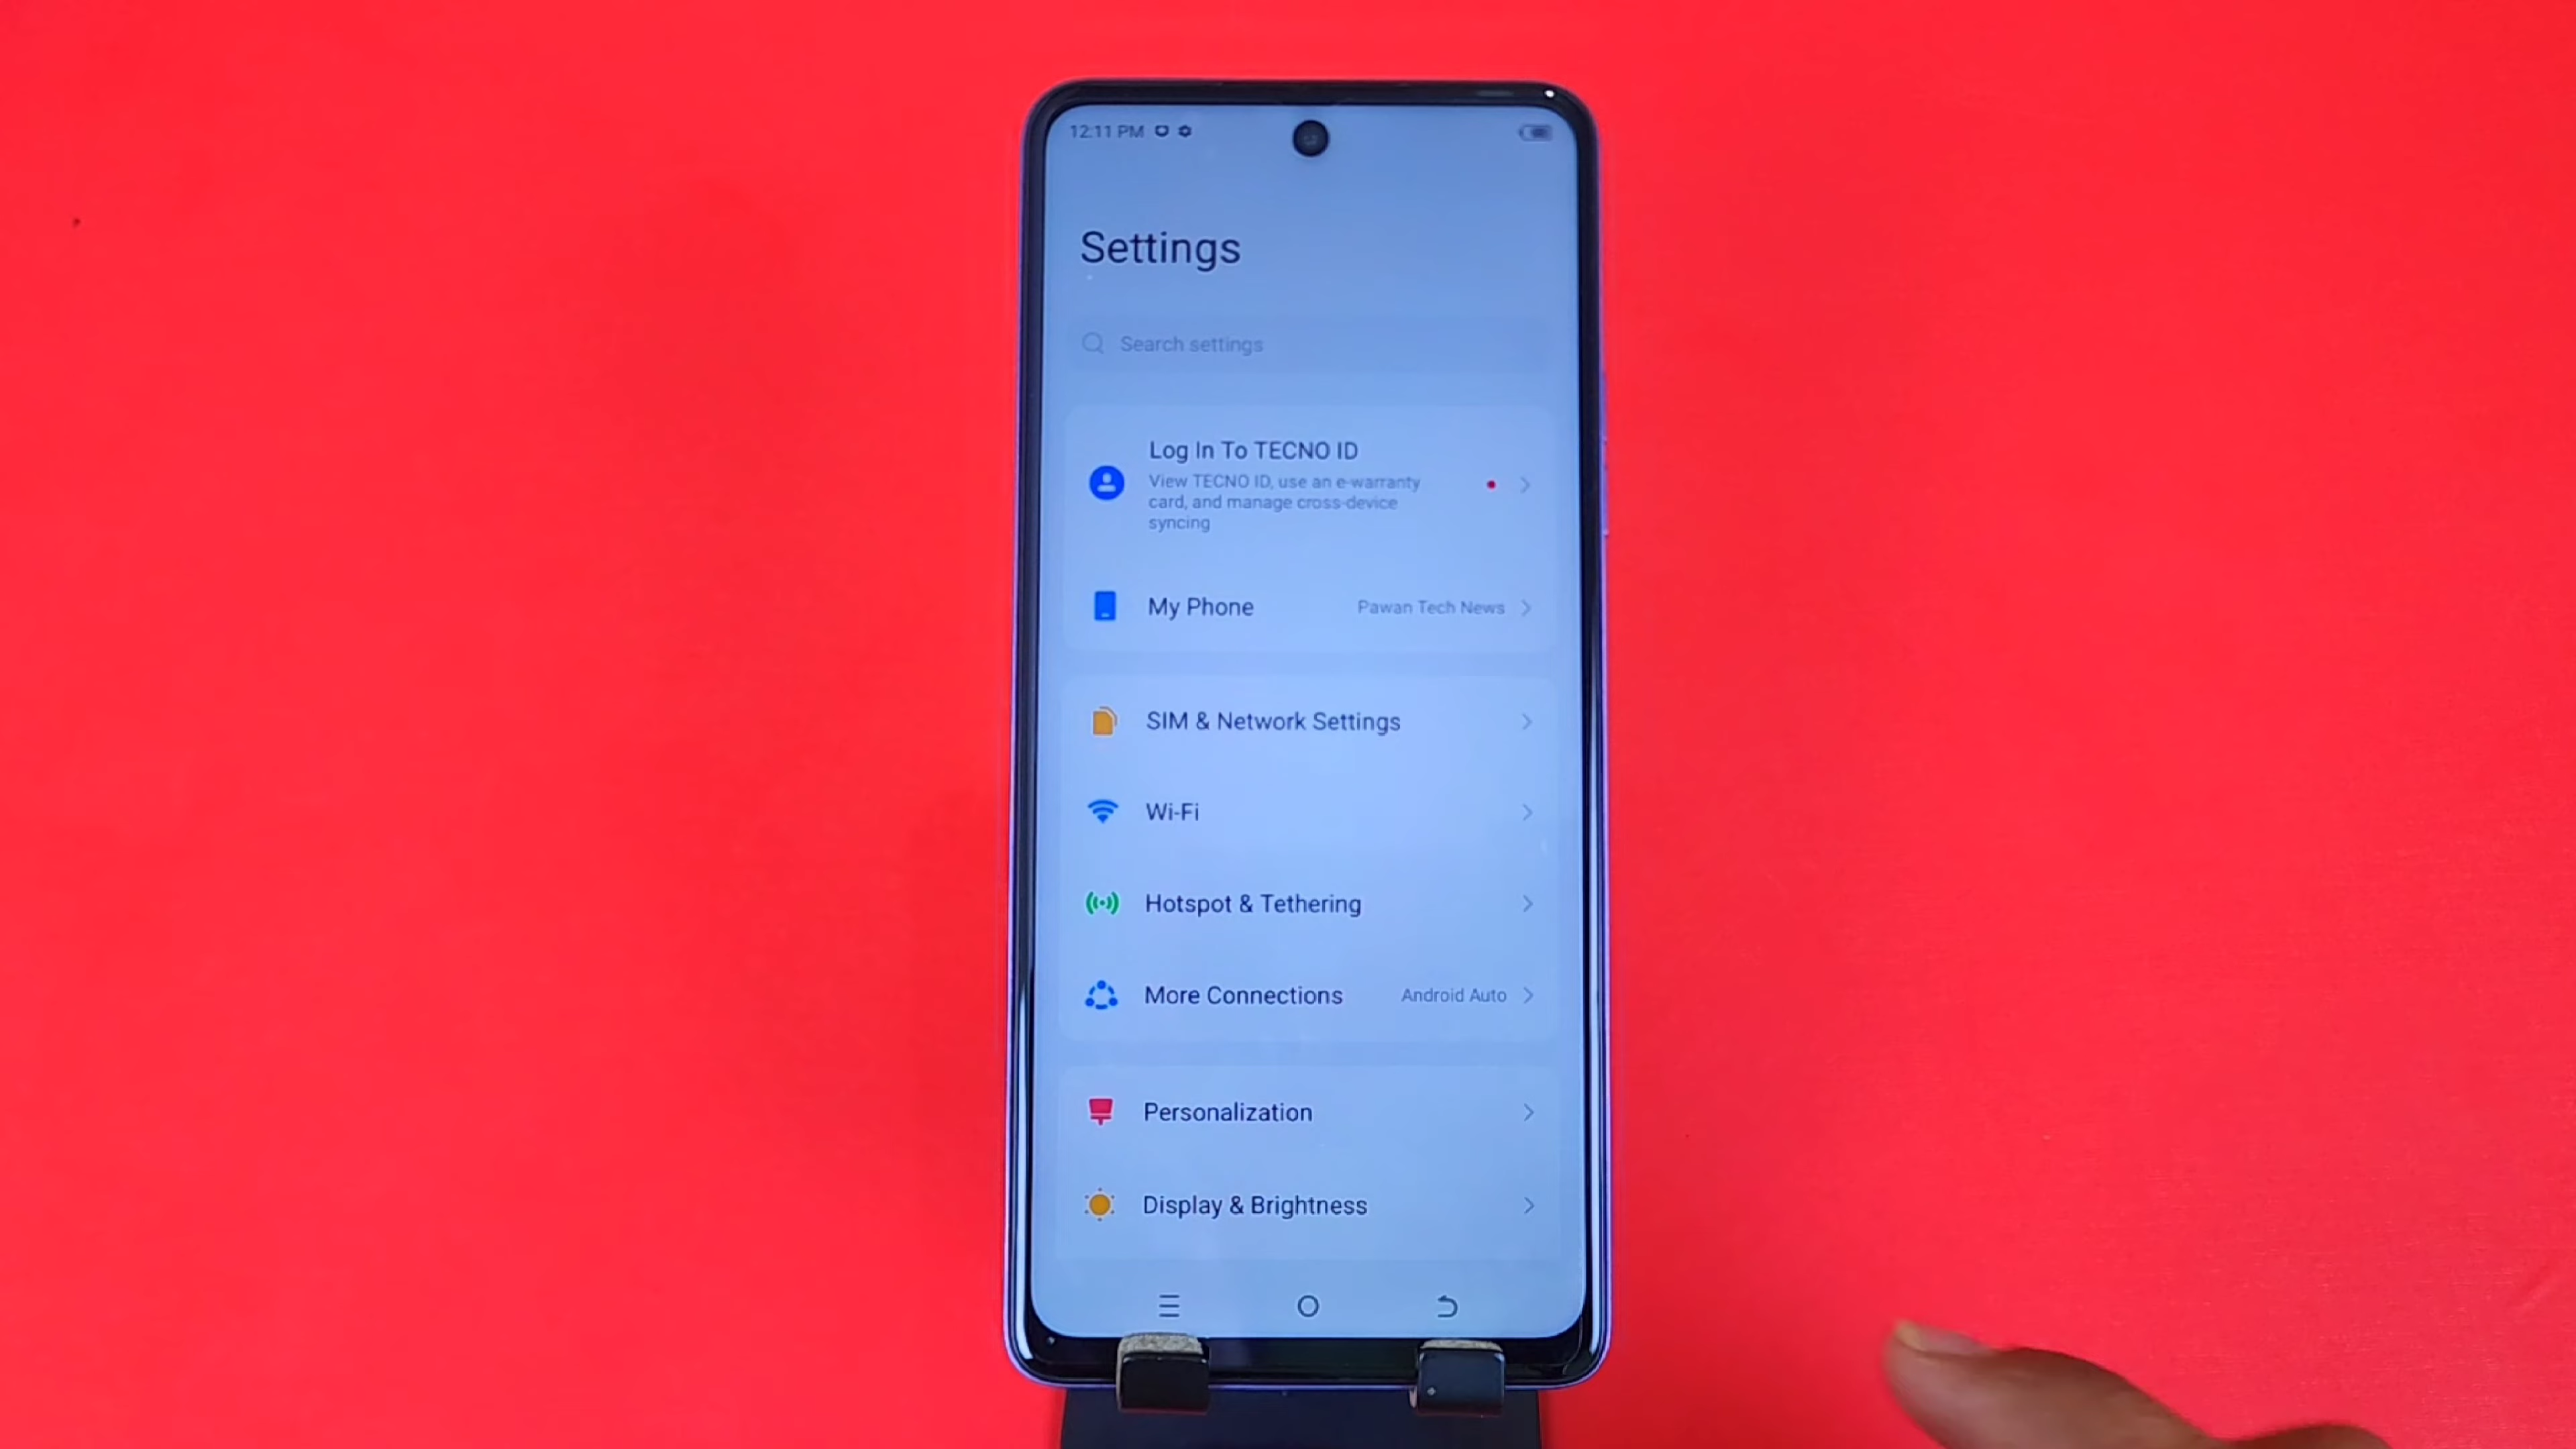 12:11 PM
Settings
Search settings
Log In To TECNO ID
View TECNO ID, use an e-warranty
card, and manage cross-device
syncing
My Phone Pawan Tech News
SIM & Network Settings
Wi-Fi
Hotspot & Tethering
More Connections Android Auto
Personalization
Display & Brightness